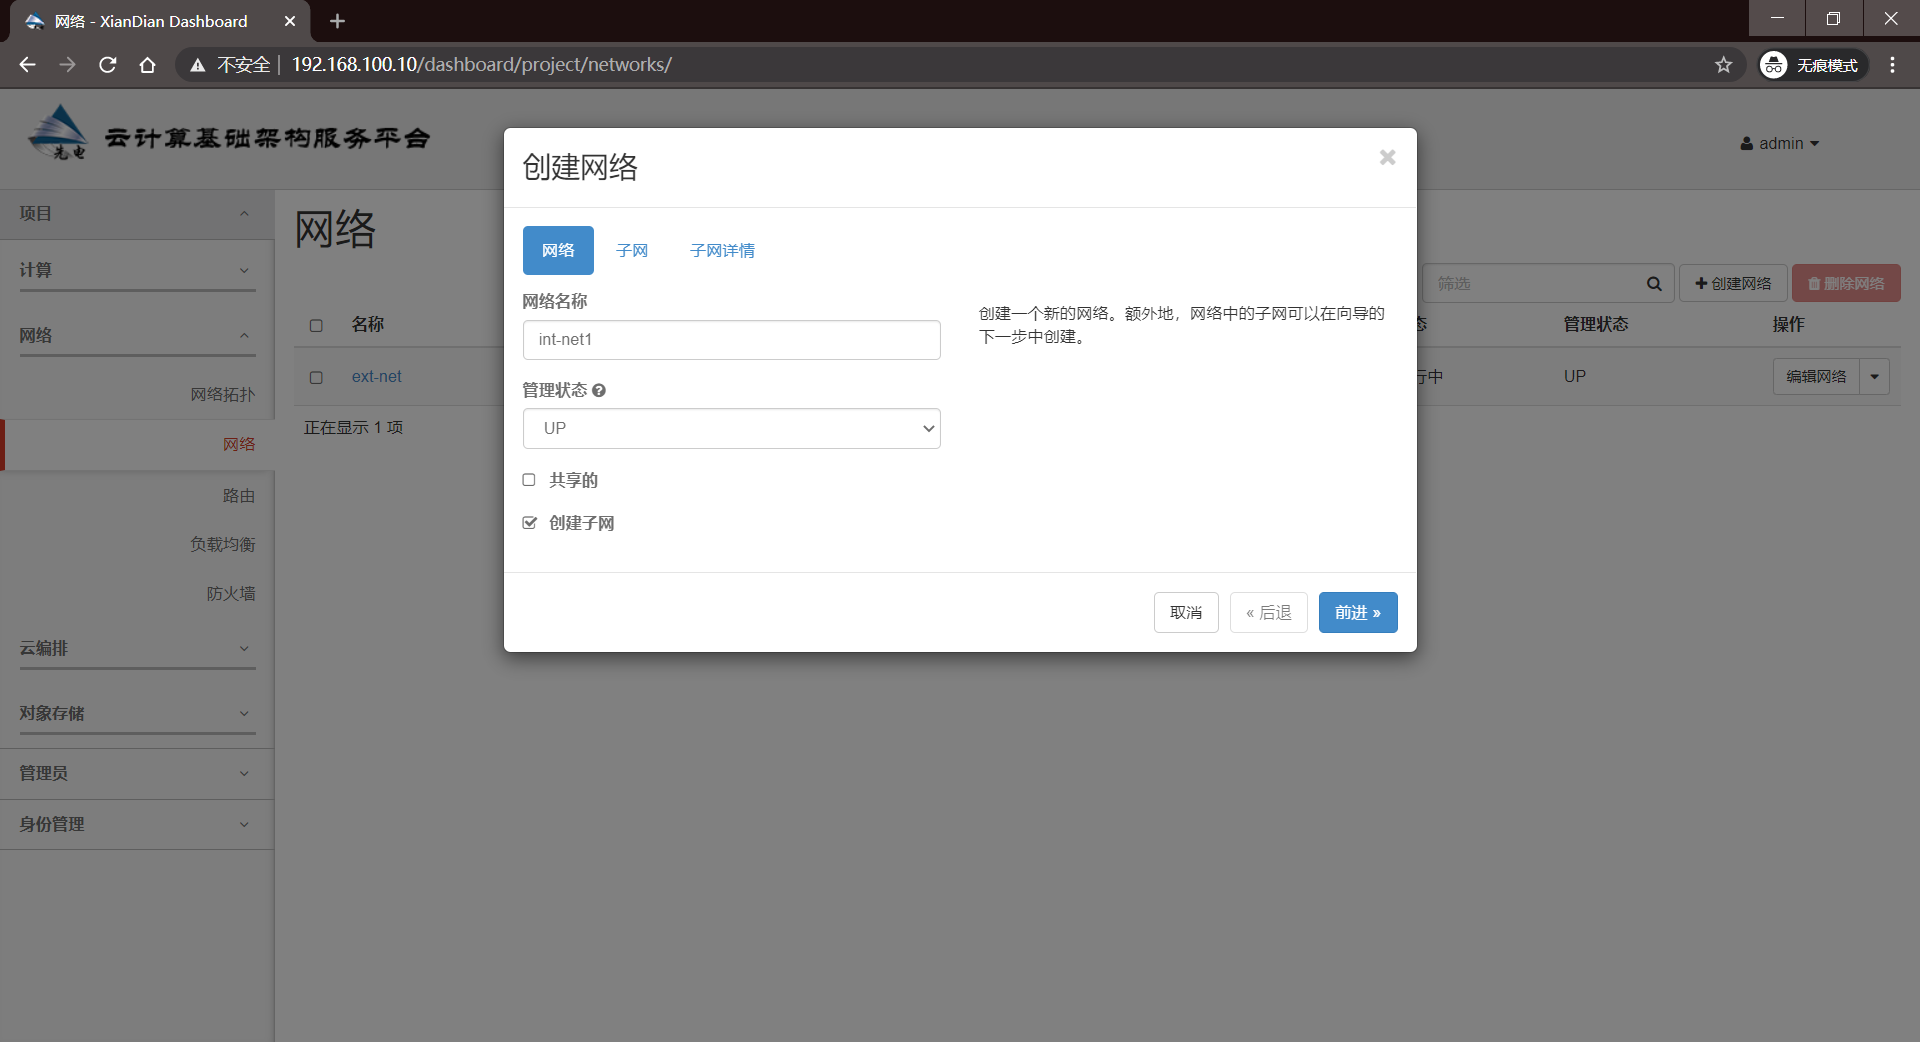 网络 - XianDian Dashboard
不安全 | 192.168.100.10/dashboard/project/networks/
无痕模式
先电 云计算基础架构服务平台
admin
项目
计算
网络
网络拓扑
网络
路由
负载均衡
防火墙
云编排
对象存储
管理员
身份管理
网络
筛选
创建网络
删除网络
名称
管理状态
操作
ext-net
行中
UP
编辑网络
正在显示 1 项
创建网络
网络 子网 子网详情
网络名称
int-net1
管理状态
UP
共享的
创建子网
创建一个新的网络。额外地，网络中的子网可以在向导的
下一步中创建。
取消 « 后退 前进 »